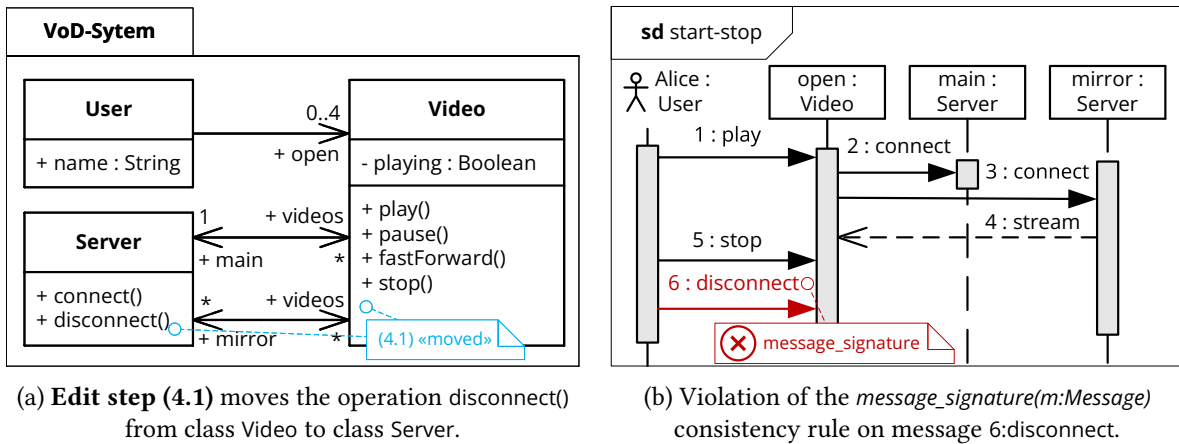 VoD-Sytem
User
+ name : String
0..4
+ open
Video
- playing : Boolean
+ play()
+ pause()
+ fastForward()
+ stop()
Server
+ connect()
+ disconnect()
1
+ videos
+ main
*
*
+ videos
+ mirror
*
(4.1) «moved»
(a) Edit step (4.1) moves the operation disconnect()
from class Video to class Server.
sd start-stop
Alice :
User
open :
Video
main :
Server
mirror :
Server
1 : play
2 : connect
3 : connect
4 : stream
5 : stop
6 : disconnect
message_signature
(b) Violation of the message_signature(m:Message)
consistency rule on message 6:disconnect.